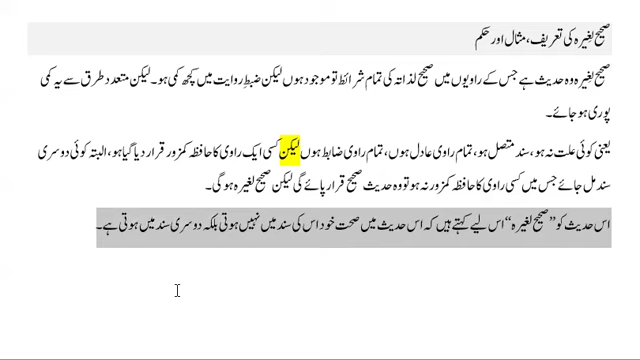 صحیح لغیرہ کی تعریف، مثال اور حکم
صحیح لغیرہ وہ حدیث ہے جس کے راویوں میں صحیح لذاتہ کی تمام شرائط تو موجود ہوں لیکن ضبطِ روایت میں کچھ کمی ہو۔ لیکن متعدد طرق سے یہ کمی
پوری ہو جائے۔
یعنی کوئی علت نہ ہو، سند متصل ہو، تمام راوی عادل ہوں، تمام راوی ضابط ہوں لیکن کسی ایک راوی کا حافظہ کمزور قرار دیا گیا ہو، البتہ کوئی دوسری
سند مل جائے جس میں کسی راوی کا حافظہ کمزور نہ ہو تو وہ حدیث صحیح قرار پائے گی لیکن صحیح لغیرہ ہو گی۔
اس حدیث کو ”صحیح لغیرہ“ اس لیے کہتے ہیں کہ اس حدیث میں صحت خود اس کی سند میں نہیں ہوتی بلکہ دوسری سند میں ہوتی ہے۔